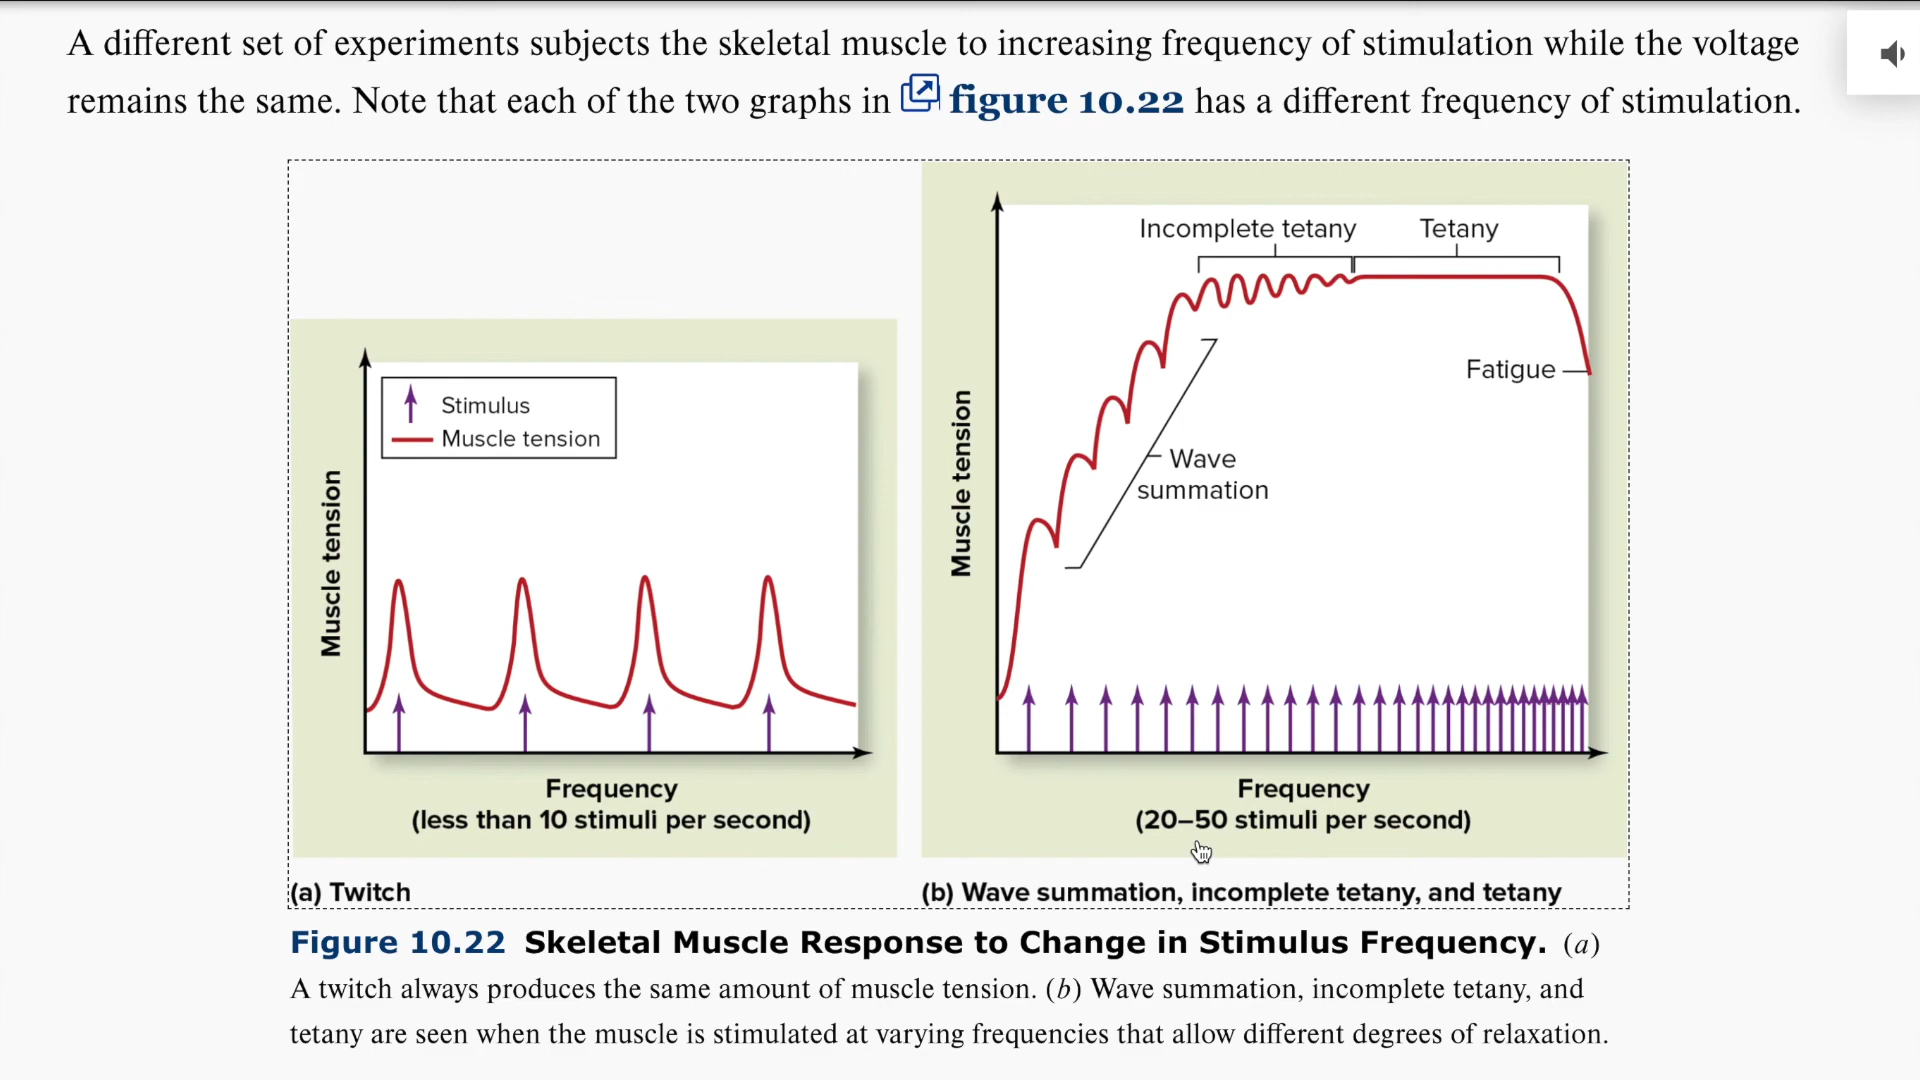 A different set of experiments subjects the skeletal muscle to increasing frequency of stimulation while the voltage
remains the same. Note that each of the two graphs in figure 10.22 has a different frequency of stimulation.
Stimulus
Muscle tension
Muscle tension
Frequency
(less than 10 stimuli per second)
(a) Twitch
Incomplete tetany
Tetany
Fatigue
Wave
summation
Muscle tension
Frequency
(20–50 stimuli per second)
(b) Wave summation, incomplete tetany, and tetany
Figure 10.22 Skeletal Muscle Response to Change in Stimulus Frequency. (a)
A twitch always produces the same amount of muscle tension. (b) Wave summation, incomplete tetany, and
tetany are seen when the muscle is stimulated at varying frequencies that allow different degrees of relaxation.